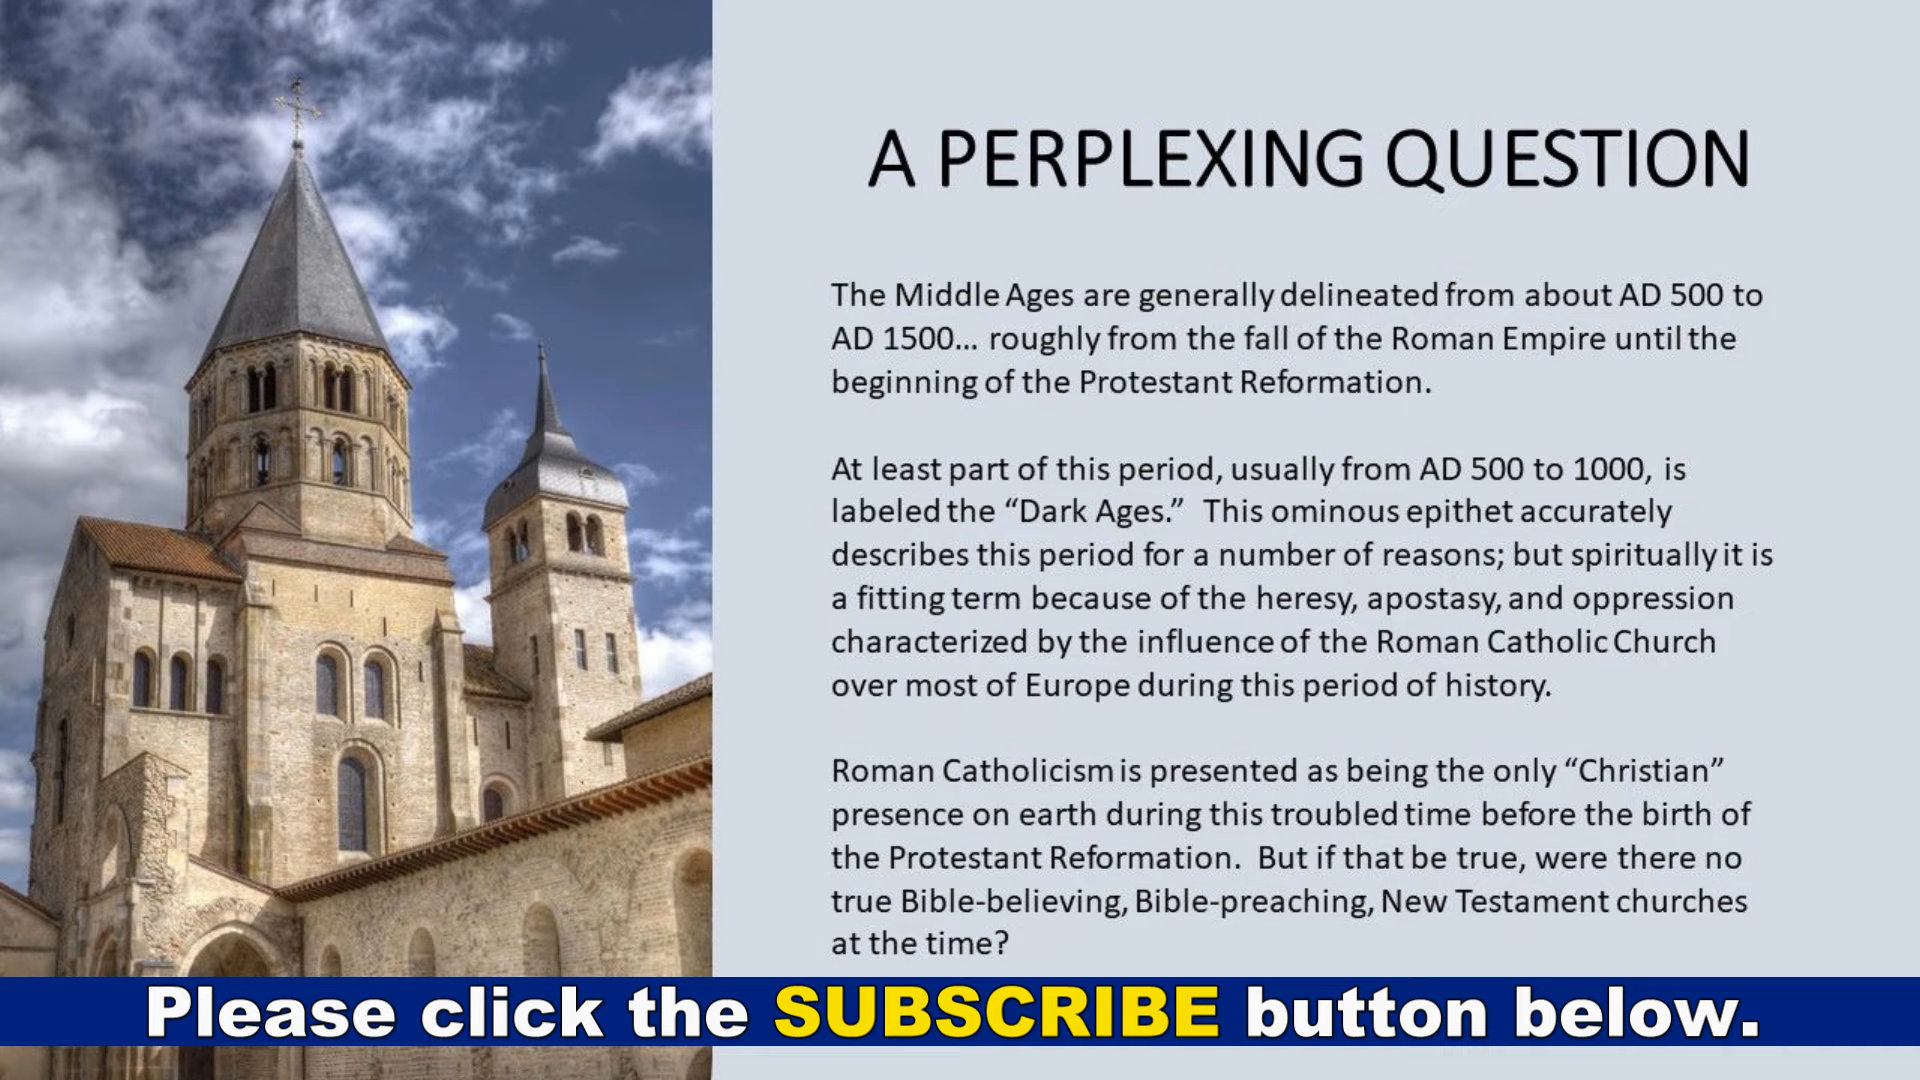 A PERPLEXING QUESTION
The Middle Ages are generally delineated from about AD 500 to
AD 1500... roughly from the fall of the Roman Empire until the
beginning of the Protestant Reformation.
At least part of this period, usually from AD 500 to 1000, is
labeled the “Dark Ages.” This ominous epithet accurately
describes this period for a number of reasons; but spiritually it is
a fitting term because of the heresy, apostasy, and oppression
characterized by the influence of the Roman Catholic Church
over most of Europe during this period of history.
Roman Catholicism is presented as being the only “Christian”
presence on earth during this troubled time before the birth of
the Protestant Reformation. But if that be true, were there no
true Bible-believing, Bible-preaching, New Testament churches
at the time?
Please click the SUBSCRIBE button below.